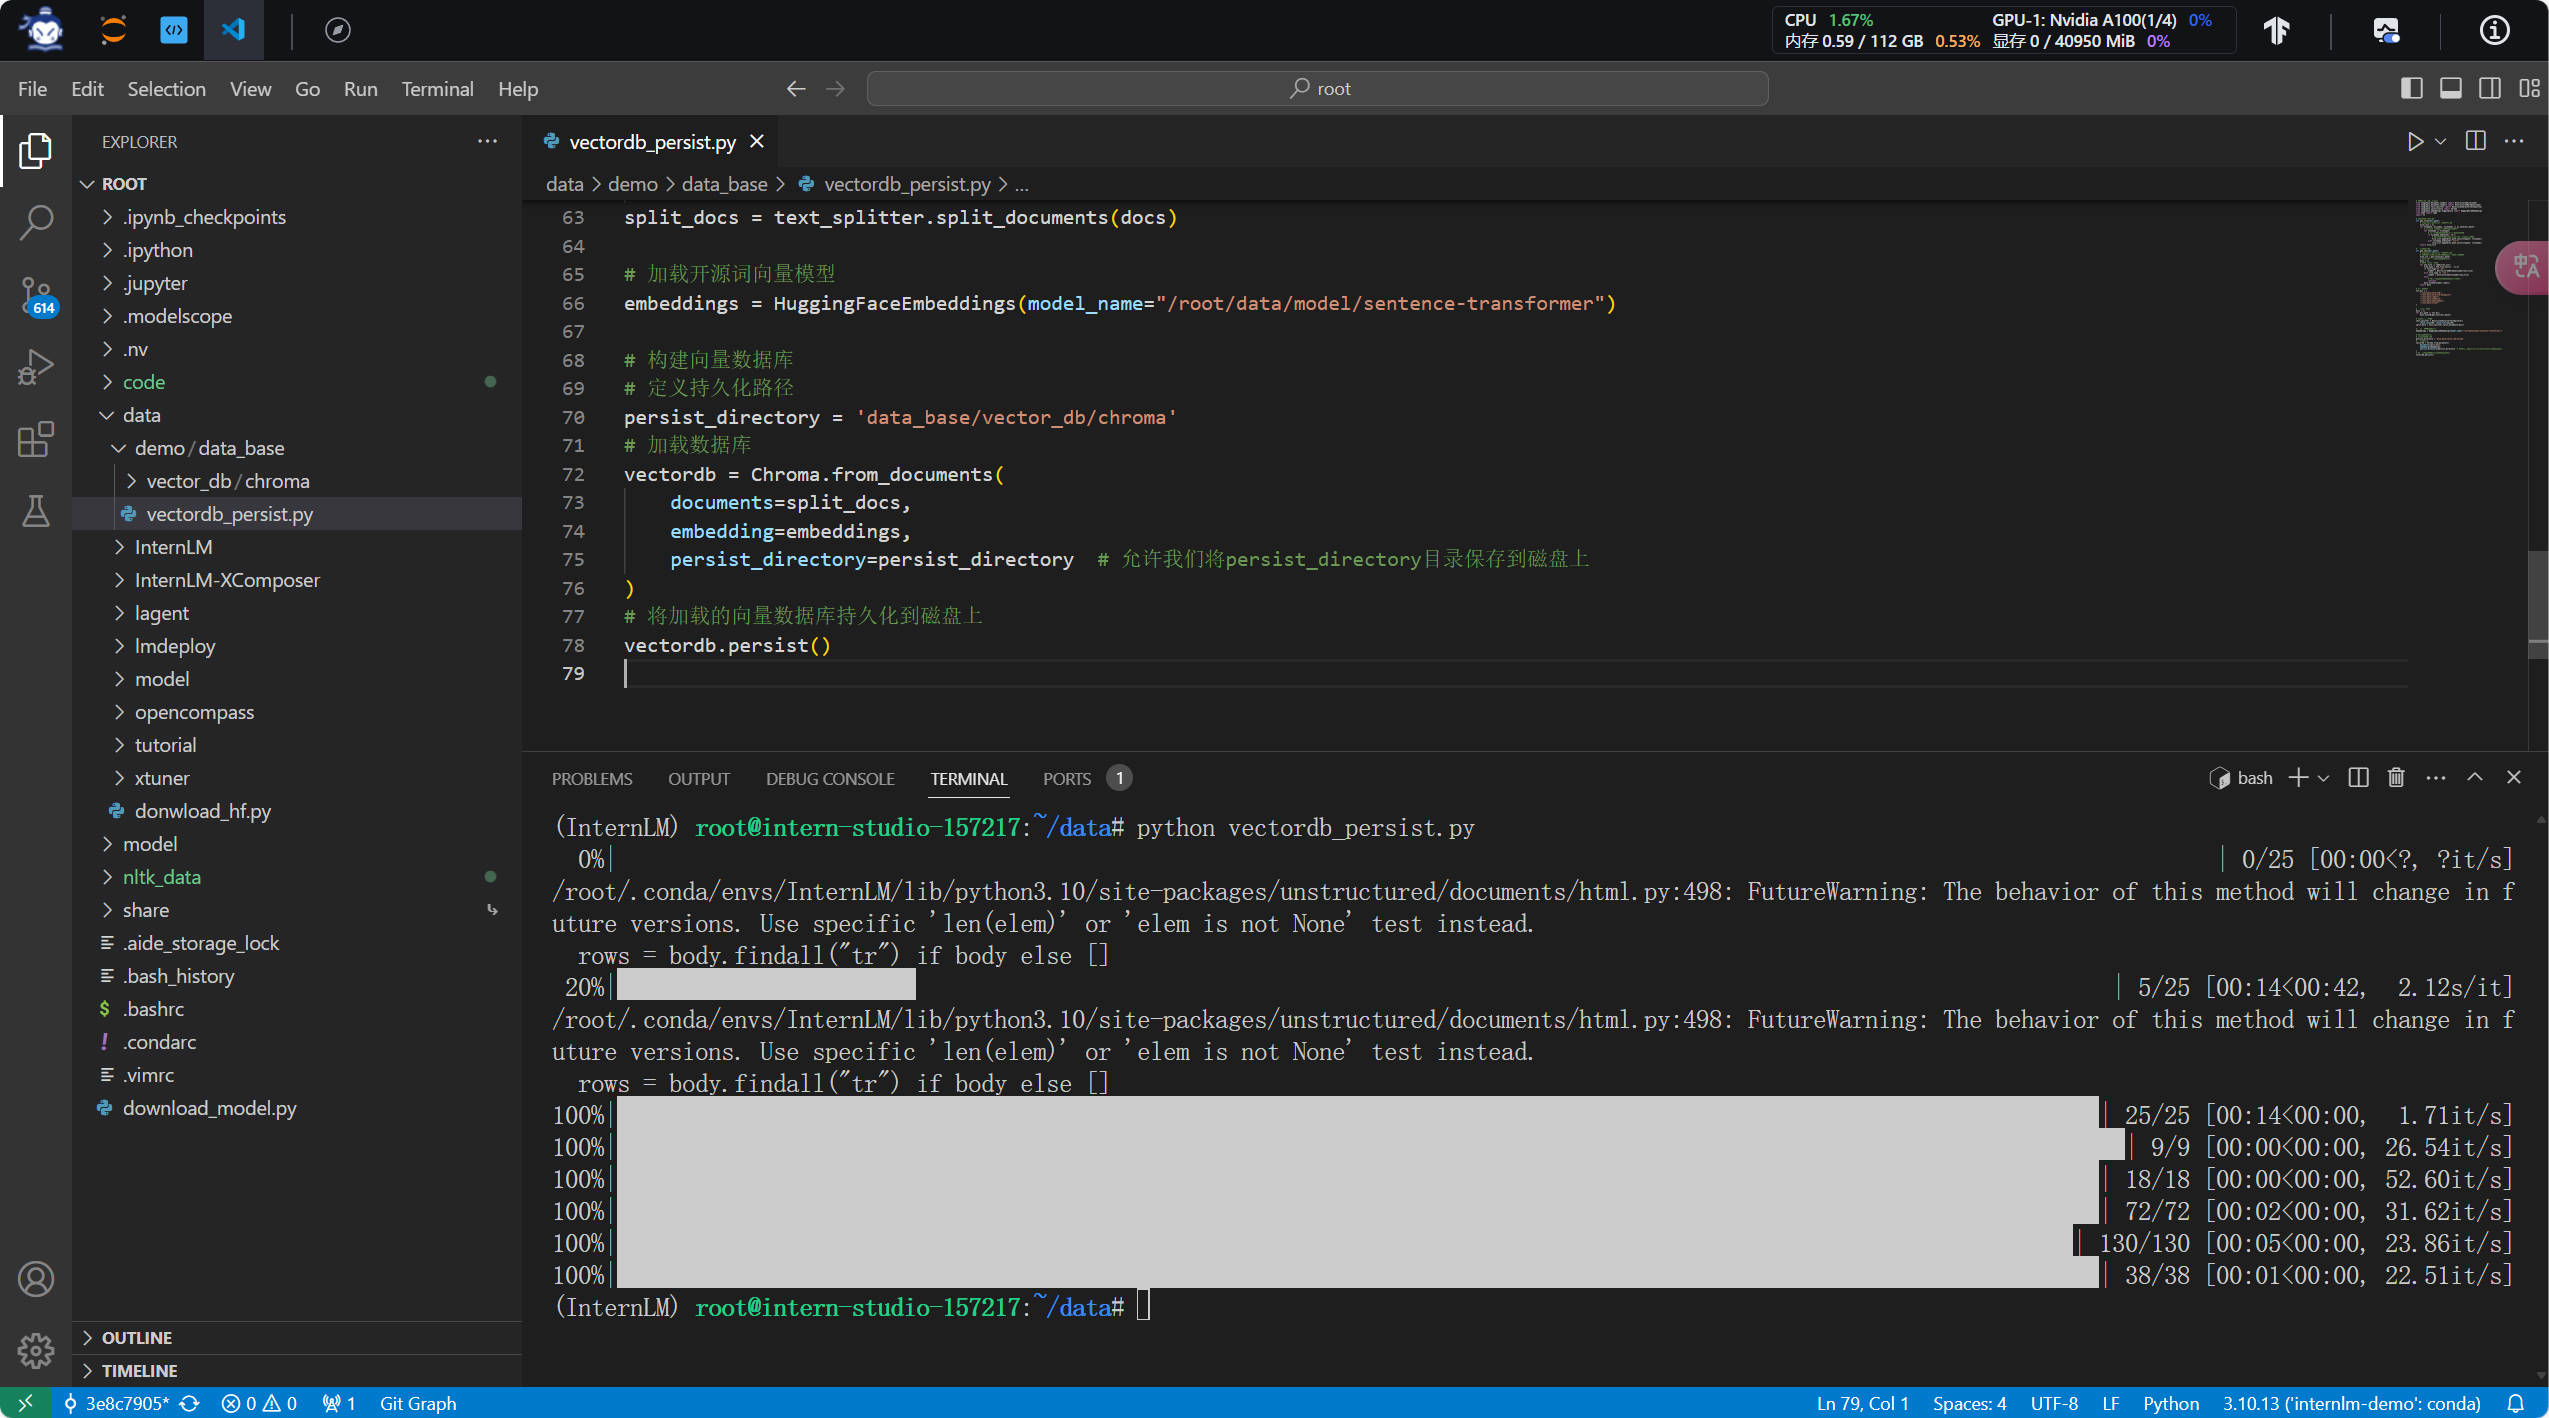 CPU 1.67% GPU-1: Nvidia A100(1/4) 0%
内存 0.59 / 112 GB 0.53% 显存 0 / 40950 MiB 0%
File Edit Selection View Go Run Terminal Help
root
EXPLORER
ROOT
.ipynb_checkpoints
.ipython
.jupyter
.modelscope
.nv
code
data
demo / data_base
vector_db / chroma
vectordb_persist.py
InternLM
InternLM-XComposer
lagent
lmdeploy
model
opencompass
tutorial
xtuner
donwload_hf.py
model
nltk_data
share
.aide_storage_lock
.bash_history
.bashrc
.condarc
.vimrc
download_model.py
OUTLINE
TIMELINE
614
vectordb_persist.py
data > demo > data_base > vectordb_persist.py > ...
63 split_docs = text_splitter.split_documents(docs)
64
65 # 加载开源词向量模型
66 embeddings = HuggingFaceEmbeddings(model_name="/root/data/model/sentence-transformer")
67
68 # 构建向量数据库
69 # 定义持久化路径
70 persist_directory = 'data_base/vector_db/chroma'
71 # 加载数据库
72 vectordb = Chroma.from_documents(
73 documents=split_docs,
74 embedding=embeddings,
75 persist_directory=persist_directory # 允许我们将persist_directory目录保存到磁盘上
76 )
77 # 将加载的向量数据库持久化到磁盘上
78 vectordb.persist()
79
PROBLEMS OUTPUT DEBUG CONSOLE TERMINAL PORTS 1
bash
(InternLM) root@intern-studio-157217:~/data# python vectordb_persist.py
0%| | 0/25 [00:00<?, ?it/s]
/root/.conda/envs/InternLM/lib/python3.10/site-packages/unstructured/documents/html.py:498: FutureWarning: The behavior of this method will change in f
uture versions. Use specific 'len(elem)' or 'elem is not None' test instead.
rows = body.findall("tr") if body else []
20%| | 5/25 [00:14<00:42, 2.12s/it]
/root/.conda/envs/InternLM/lib/python3.10/site-packages/unstructured/documents/html.py:498: FutureWarning: The behavior of this method will change in f
uture versions. Use specific 'len(elem)' or 'elem is not None' test instead.
rows = body.findall("tr") if body else []
100%| | 25/25 [00:14<00:00, 1.71it/s]
100%| | 9/9 [00:00<00:00, 26.54it/s]
100%| | 18/18 [00:00<00:00, 52.60it/s]
100%| | 72/72 [00:02<00:00, 31.62it/s]
100%| | 130/130 [00:05<00:00, 23.86it/s]
100%| | 38/38 [00:01<00:00, 22.51it/s]
(InternLM) root@intern-studio-157217:~/data#
3e8c7905* 0 0 1 Git Graph
Ln 79, Col 1 Spaces: 4 UTF-8 LF Python 3.10.13 ('internlm-demo': conda)